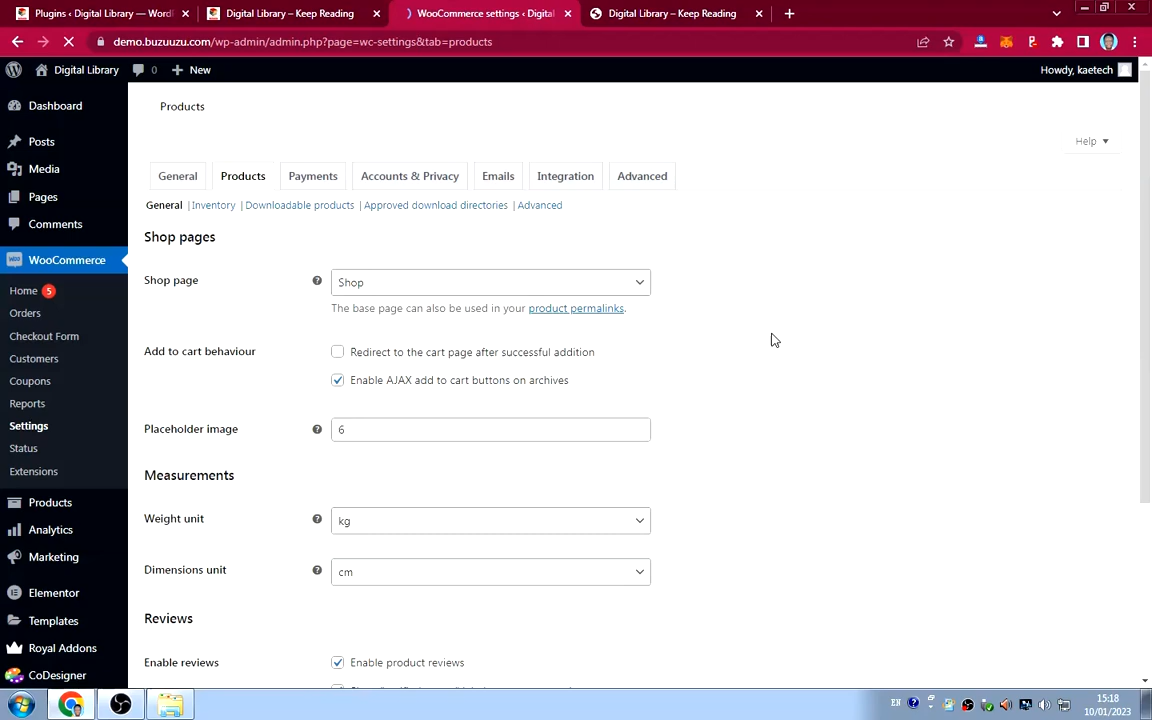 Plugins ‹ Digital Library — Word
Digital Library – Keep Reading
WooCommerce settings ‹ Digital
Digital Library – Keep Reading
demo.buzuuzu.com/wp-admin/admin.php?page=wc-settings&tab=products
Digital Library
0
New
Howdy, kaetech
Dashboard
Posts
Media
Pages
Comments
WooCommerce
Home 5
Orders
Checkout Form
Customers
Coupons
Reports
Settings
Status
Extensions
Products
Analytics
Marketing
Elementor
Templates
Royal Addons
CoDesigner
Products
Help
General Products Payments Accounts & Privacy Emails Integration Advanced
General | Inventory | Downloadable products | Approved download directories | Advanced
Shop pages
Shop page
Shop
The base page can also be used in your product permalinks.
Add to cart behaviour
Redirect to the cart page after successful addition
Enable AJAX add to cart buttons on archives
Placeholder image
6
Measurements
Weight unit
kg
Dimensions unit
cm
Reviews
Enable reviews
Enable product reviews
EN
15:18
10/01/2023